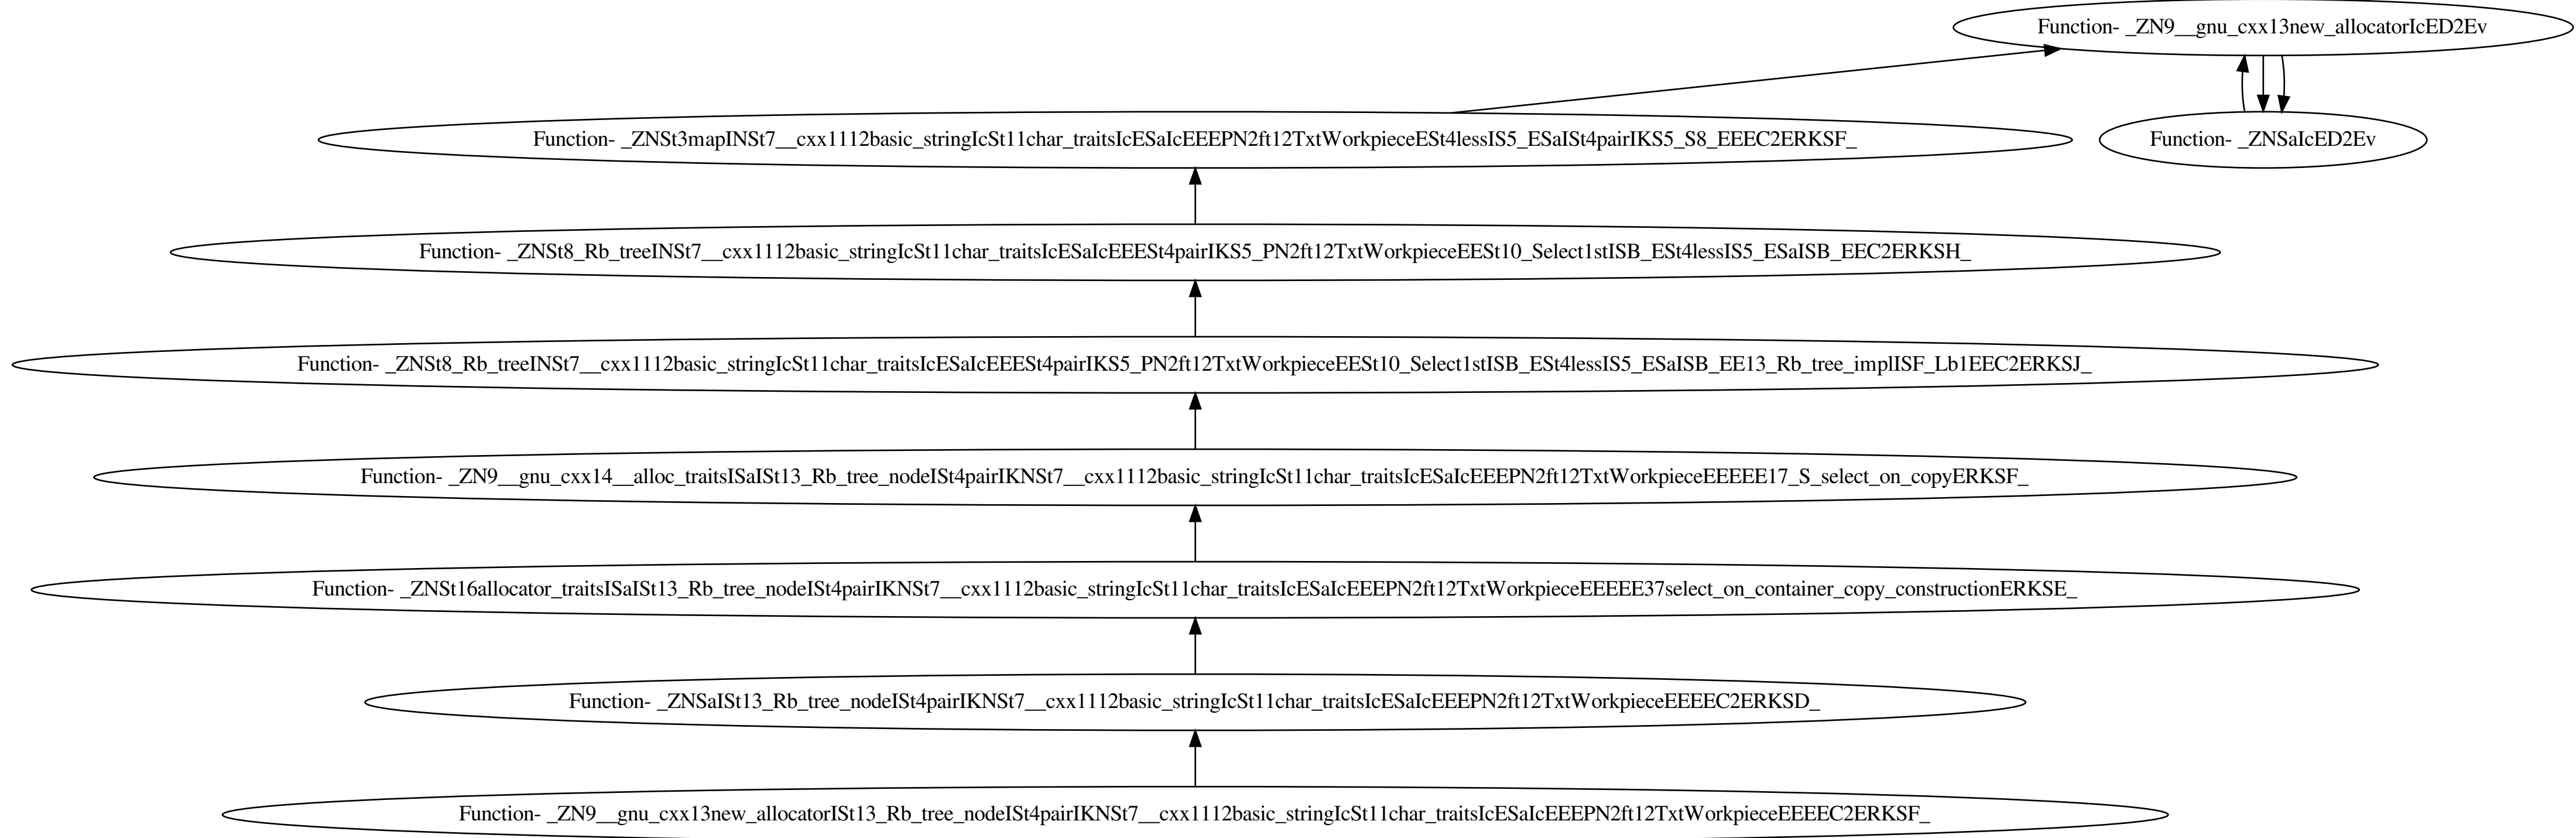 Function- _ZN9__gnu_cxx13new_allocatorIcED2Ev
Function- _ZNSt3mapINSt7__cxx1112basic_stringIcSt11char_traitsIcESaIcEEEPN2ft12TxtWorkpieceESt4lessIS5_ESaISt4pairIKS5_S8_EEEC2ERKSF_
Function- _ZNSaIcED2Ev
Function- _ZNSt8_Rb_treeINSt7__cxx1112basic_stringIcSt11char_traitsIcESaIcEEESt4pairIKS5_PN2ft12TxtWorkpieceEESt10_Select1stISB_ESt4lessIS5_ESaISB_EEC2ERKSH_
Function- _ZNSt8_Rb_treeINSt7__cxx1112basic_stringIcSt11char_traitsIcESaIcEEESt4pairIKS5_PN2ft12TxtWorkpieceEESt10_Select1stISB_ESt4lessIS5_ESaISB_EE13_Rb_tree_implISF_Lb1EEC2ERKSJ_
Function- _ZN9__gnu_cxx14__alloc_traitsISaISt13_Rb_tree_nodeISt4pairIKNSt7__cxx1112basic_stringIcSt11char_traitsIcESaIcEEEPN2ft12TxtWorkpieceEEEEE17_S_select_on_copyERKSF_
Function- _ZNSt16allocator_traitsISaISt13_Rb_tree_nodeISt4pairIKNSt7__cxx1112basic_stringIcSt11char_traitsIcESaIcEEEPN2ft12TxtWorkpieceEEEEE37select_on_container_copy_constructionERKSE_
Function- _ZNSaISt13_Rb_tree_nodeISt4pairIKNSt7__cxx1112basic_stringIcSt11char_traitsIcESaIcEEEPN2ft12TxtWorkpieceEEEEC2ERKSD_
Function- _ZN9__gnu_cxx13new_allocatorISt13_Rb_tree_nodeISt4pairIKNSt7__cxx1112basic_stringIcSt11char_traitsIcESaIcEEEPN2ft12TxtWorkpieceEEEEC2ERKSF_